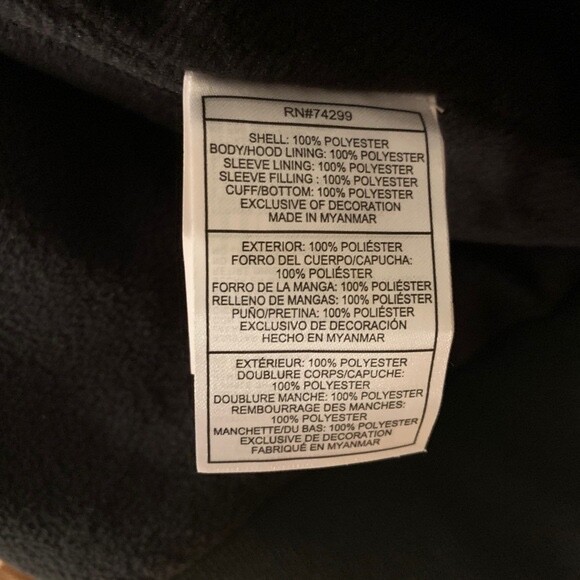 RN#74299
SHELL: 100% POLYESTER
BODY/HOOD LINING: 100% POLYESTER
SLEEVE LINING: 100% POLYESTER
SLEEVE FILLING : 100% POLYESTER
CUFF/BOTTOM: 100% POLYESTER
EXCLUSIVE OF DECORATION
MADE IN MYANMAR
EXTERIOR: 100% POLIÉSTER
FORRO DEL CUERPO/CAPUCHA:
100% POLIÉSTER
FORRO DE LA MANGA: 100% POLIÉSTER
RELLENO DE MANGAS: 100% POLIÉSTER
PUÑO/PRETINA: 100% POLIÉSTER
EXCLUSIVO DE DECORACIÓN
HECHO EN MYANMAR
EXTÉRIEUR: 100% POLYESTER
DOUBLURE CORPS/CAPUCHE:
100% POLYESTER
DOUBLURE MANCHE: 100% POLYESTER
REMBOURRAGE DES MANCHES:
100% POLYESTER
MANCHETTE/DU BAS: 100% POLYESTER
EXCLUSIVE DE DECORATION
FABRIQUÉ EN MYANMAR